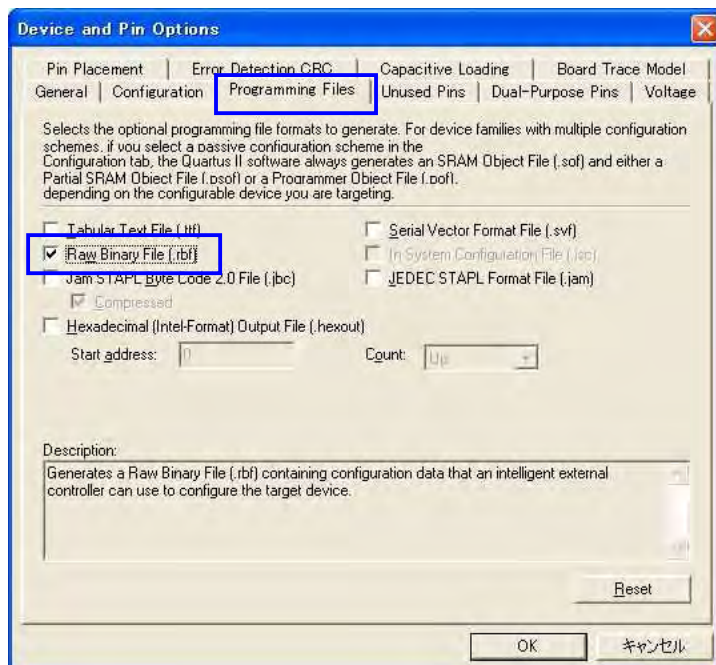 Device and Pin Options
Pin Placement | Error Detection CRC | Capacitive Loading | Board Trace Model
General | Configuration | Programming Files | Unused Pins | Dual-Purpose Pins | Voltage
Selects the optional programming file formats to generate. For device families with multiple configuration
schemes, if you select a passive configuration scheme in the
Configuration tab, the Quartus II software always generates an SRAM Object File (.sof) and either a
Partial SRAM Object File (.psof) or a Programmer Object File (.pof),
depending on the configurable device you are targeting.
Tabular Text File (.ttf) Serial Vector Format File (.svf)
Raw Binary File (.rbf) In System Configuration File (.isc)
Jam STAPL Byte Code 2.0 File (.jbc) JEDEC STAPL Format File (.jam)
Compressed
Hexadecimal (Intel-Format) Output File (.hexout)
Start address: 0 Count: Up
Description:
Generates a Raw Binary File (.rbf) containing configuration data that an intelligent external
controller can use to configure the target device.
Reset
OK キャンセル